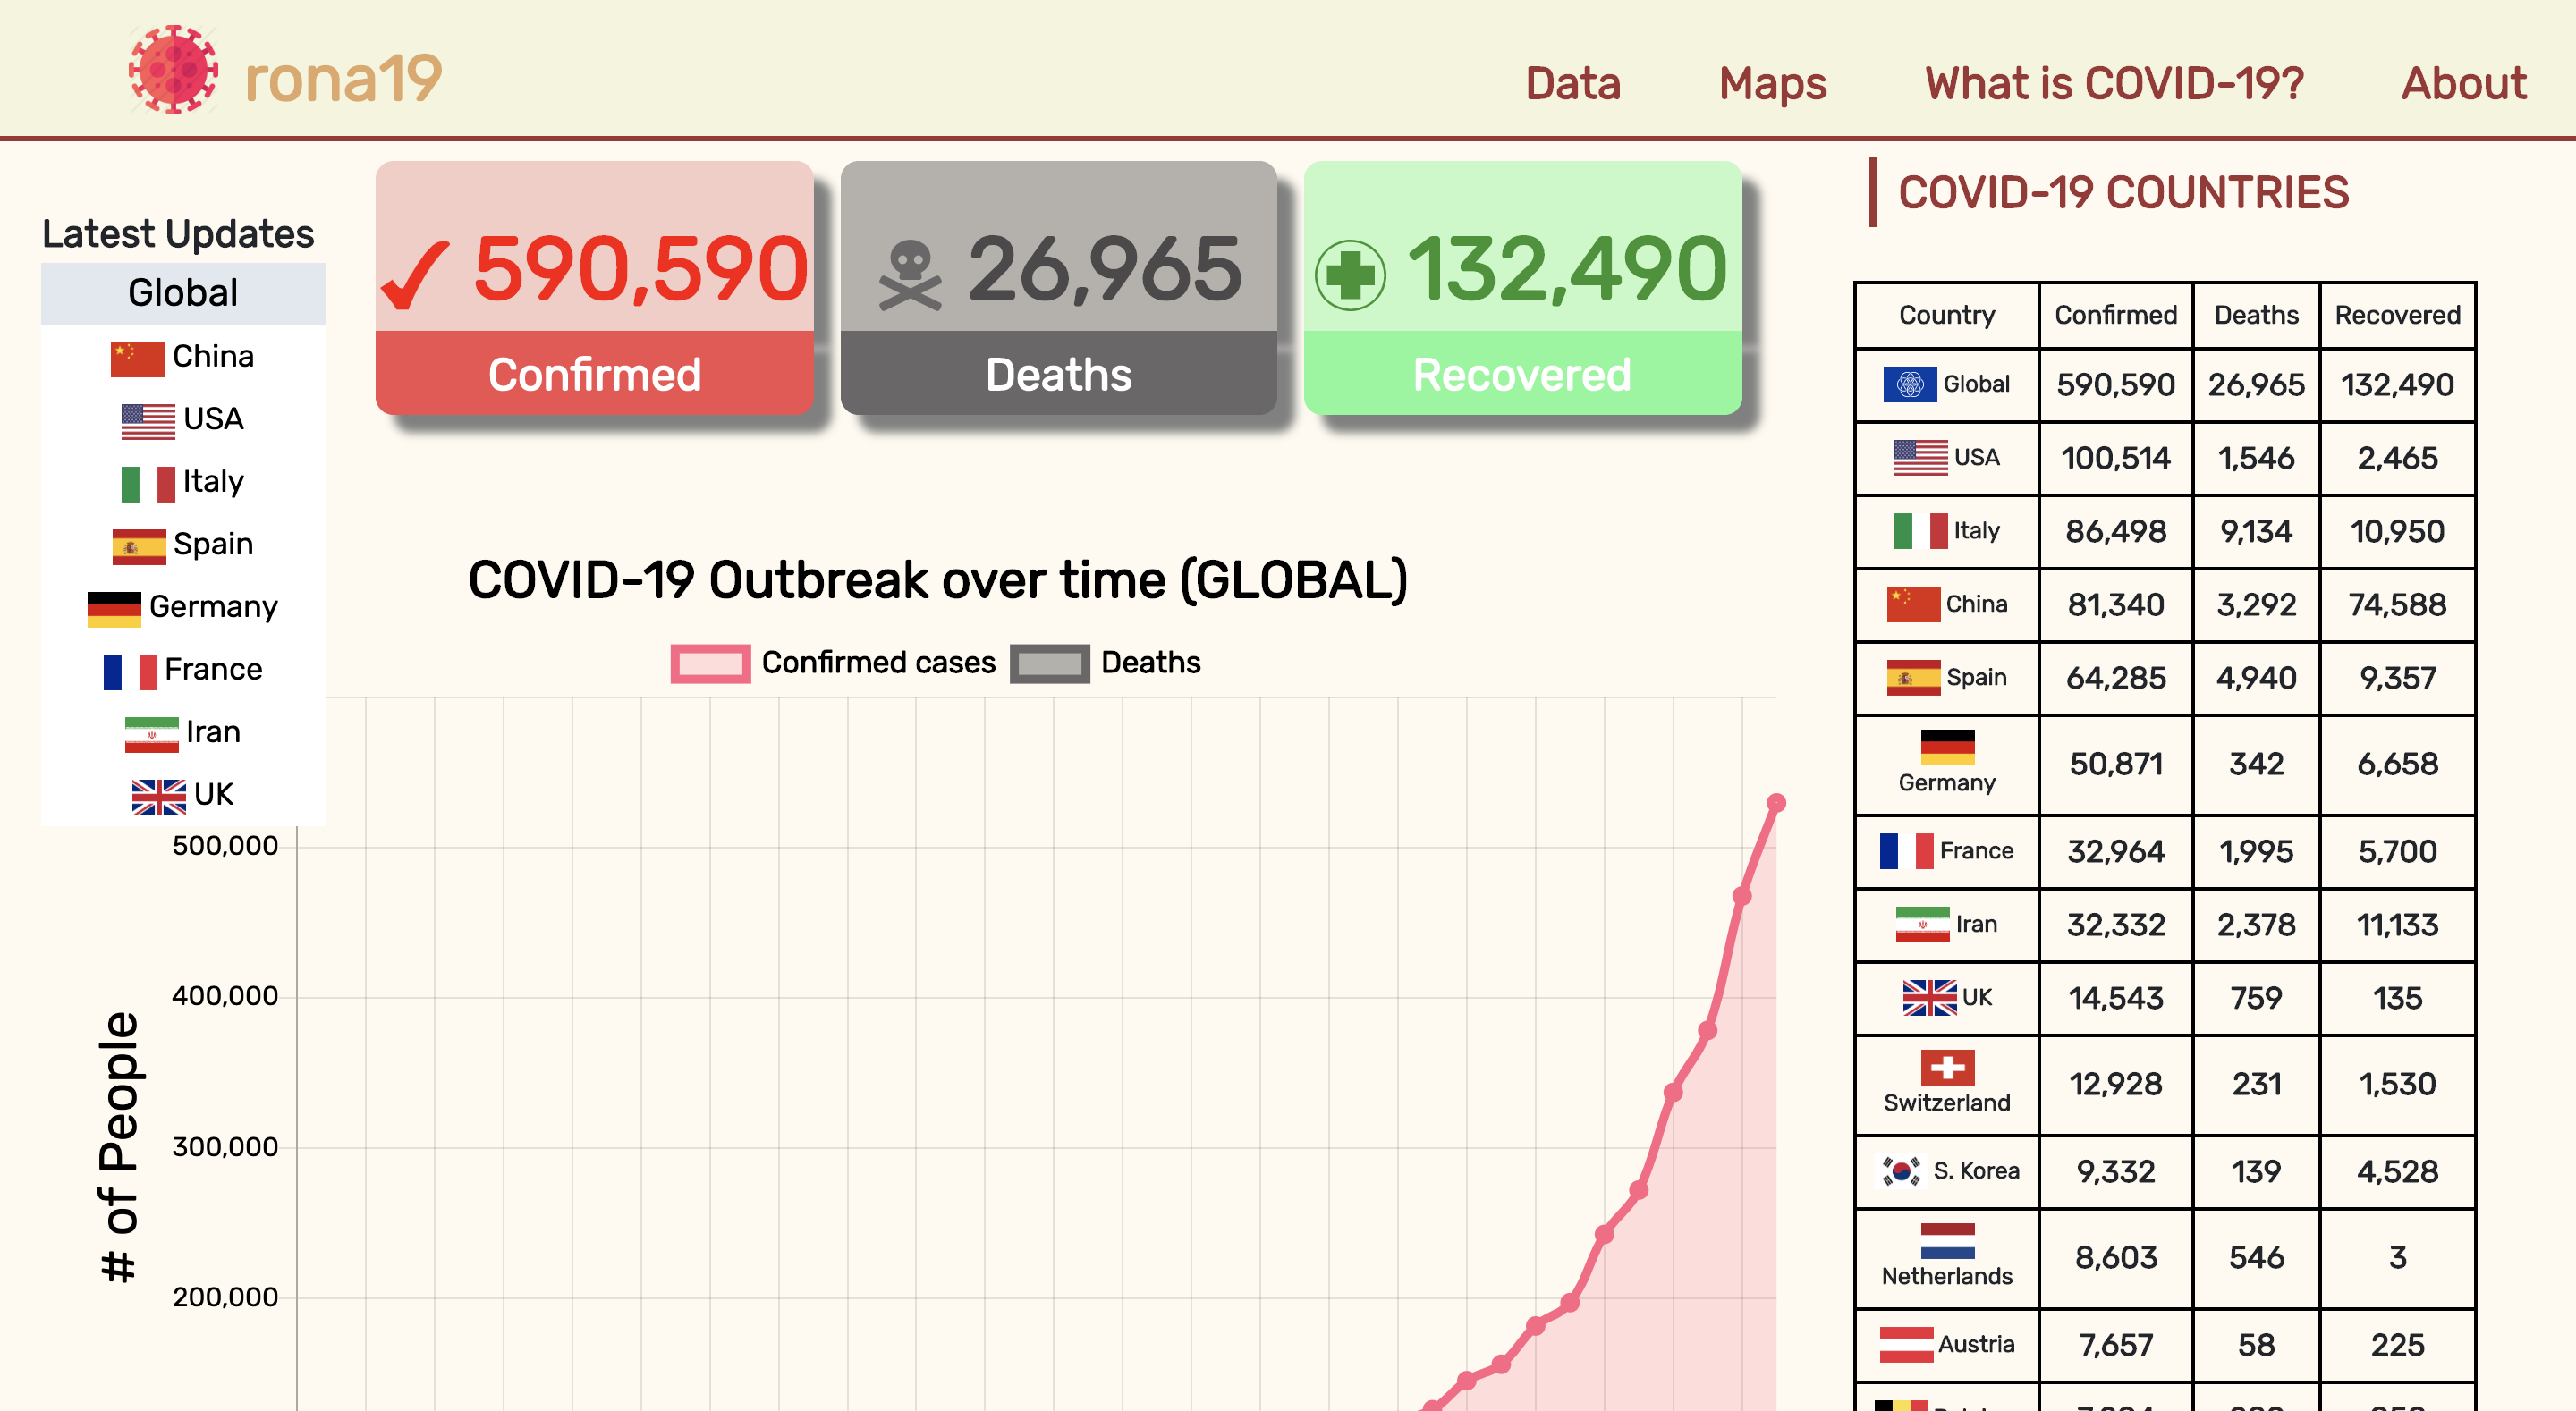 rona19
Data Maps What is COVID-19? About
Latest Updates
Global
China
USA
Italy
Spain
Germany
France
Iran
UK
590,590
Confirmed
26,965
Deaths
132,490
Recovered
COVID-19 Outbreak over time (GLOBAL)
Confirmed cases Deaths
# of People
500,000
400,000
300,000
200,000
COVID-19 COUNTRIES
Country Confirmed Deaths Recovered
Global 590,590 26,965 132,490
USA 100,514 1,546 2,465
Italy 86,498 9,134 10,950
China 81,340 3,292 74,588
Spain 64,285 4,940 9,357
Germany 50,871 342 6,658
France 32,964 1,995 5,700
Iran 32,332 2,378 11,133
UK 14,543 759 135
Switzerland 12,928 231 1,530
S. Korea 9,332 139 4,528
Netherlands 8,603 546 3
Austria 7,657 58 225